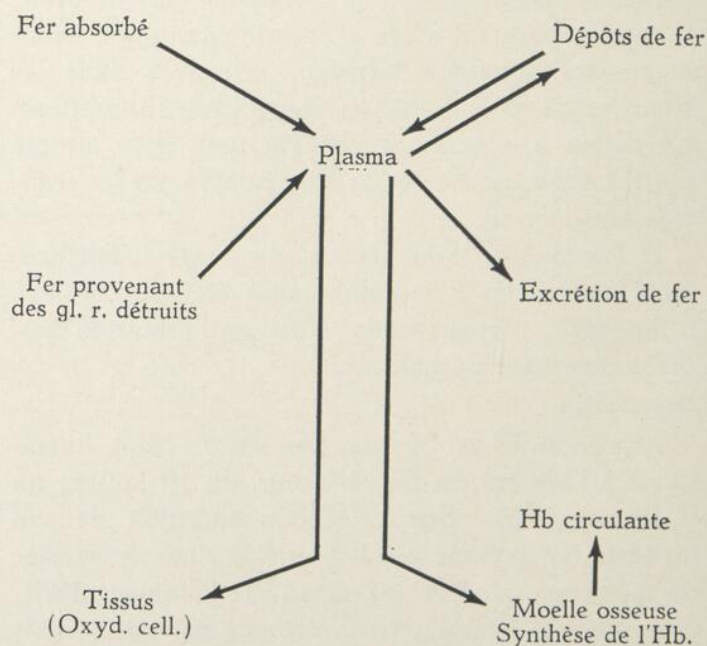 Fer absorbé
Dépôts de fer
Plasma
Fer provenant
des gl. r. détruits
Excrétion de fer
Hb circulante
Tissus
(Oxyd. cell.)
Moelle osseuse
Synthèse de l'Hb.